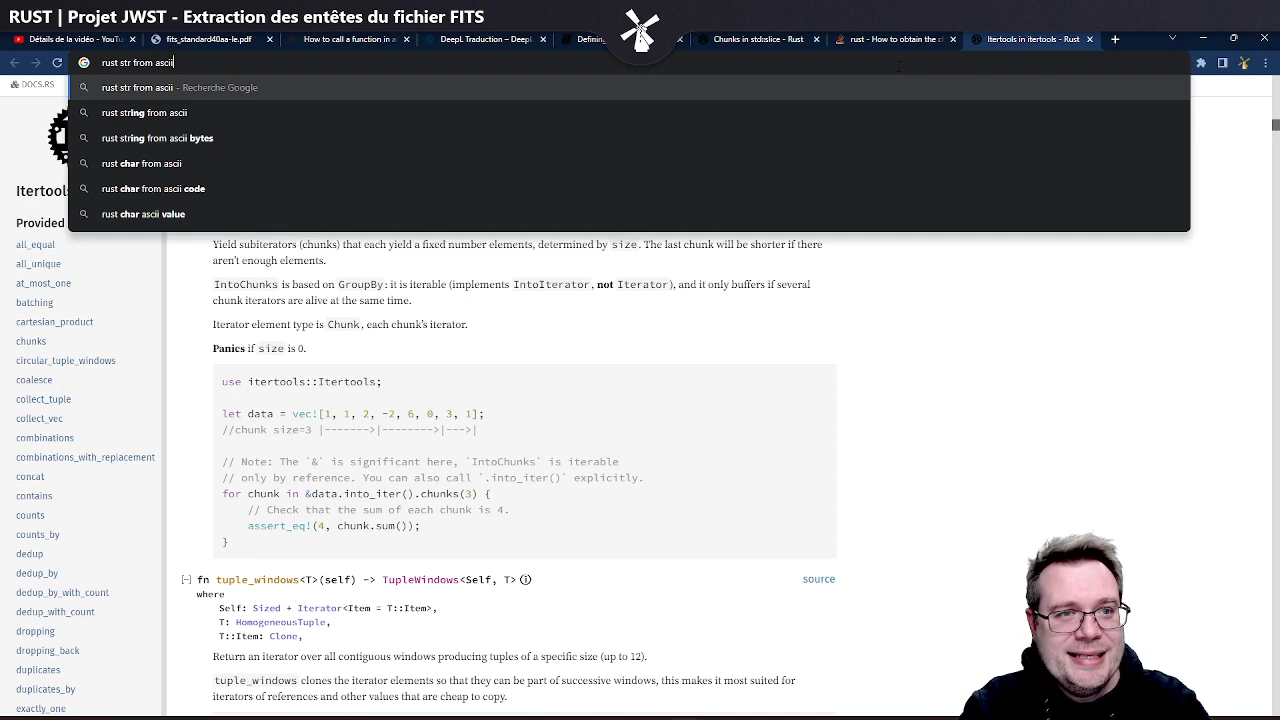 RUST | Projet JWST - Extraction des entêtes du fichier FITS
Détails de la vidéo - YouTu
fits_standard40aa-le.pdf
How to call a function in a
DeepL Translate – DeepL
Defining
Chunks in std::slice - Rust
rust - How to obtain the ch
Itertools in itertools - Rust
rust str from ascii
rust str from ascii - Recherche Google
DOCS.RS
rust string from ascii
rust string from ascii bytes
rust char from ascii
rust char from ascii code
Itertools
Provided
rust char ascii value
all_equal
all_unique
at_most_one
batching
cartesian_product
chunks
circular_tuple_windows
coalesce
collect_tuple
collect_vec
combinations
combinations_with_replacement
concat
contains
counts
counts_by
dedup
dedup_by
dedup_by_with_count
dedup_with_count
dropping
dropping_back
duplicates
duplicates_by
exactly_one
Yield subiterators (chunks) that each yield a fixed number elements, determined by size. The last chunk will be shorter if there
aren't enough elements.
IntoChunks is based on GroupBy: it is iterable (implements IntoIterator, not Iterator), and it only buffers if several
chunk iterators are alive at the same time.
Iterator element type is Chunk, each chunk's iterator.
Panics if size is 0.
use itertools::Itertools;
let data = vec![1, 1, 2, -2, 6, 0, 3, 1];
//chunk size=3 |------->|-------->|--->|
// Note: The `&` is significant here, `IntoChunks` is iterable
// only by reference. You can also call `.into_iter()` explicitly.
for chunk in &data.into_iter().chunks(3) {
// Check that the sum of each chunk is 4.
assert_eq!(4, chunk.sum());
}
[-] fn tuple_windows<T>(self) -> TupleWindows<Self, T> ⓘ
source
where
Self: Sized + Iterator<Item = T::Item>,
T: HomogeneousTuple,
T::Item: Clone,
Return an iterator over all contiguous windows producing tuples of a specific size (up to 12).
tuple_windows clones the iterator elements so that they can be part of successive windows, this makes it most suited for
iterators of references and other values that are cheap to copy.